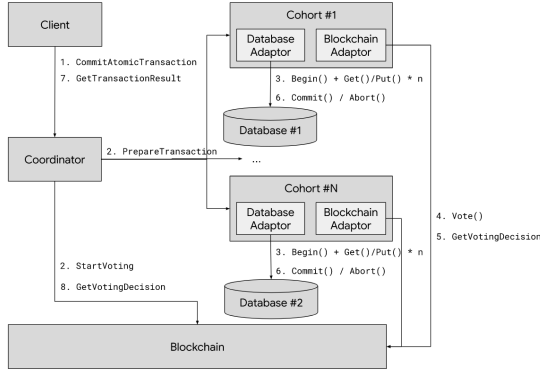 Client
1. CommitAtomicTransaction
7. GetTransactionResult
Coordinator
2. PrepareTransaction
...
2. StartVoting
8. GetVotingDecision
Cohort #1
Database
Adaptor
Blockchain
Adaptor
3. Begin() + Get()/Put() * n
6. Commit() / Abort()
Database #1
Cohort #N
Database
Adaptor
Blockchain
Adaptor
3. Begin() + Get()/Put() * n
6. Commit() / Abort()
Database #2
4. Vote()
5. GetVotingDecision
Blockchain